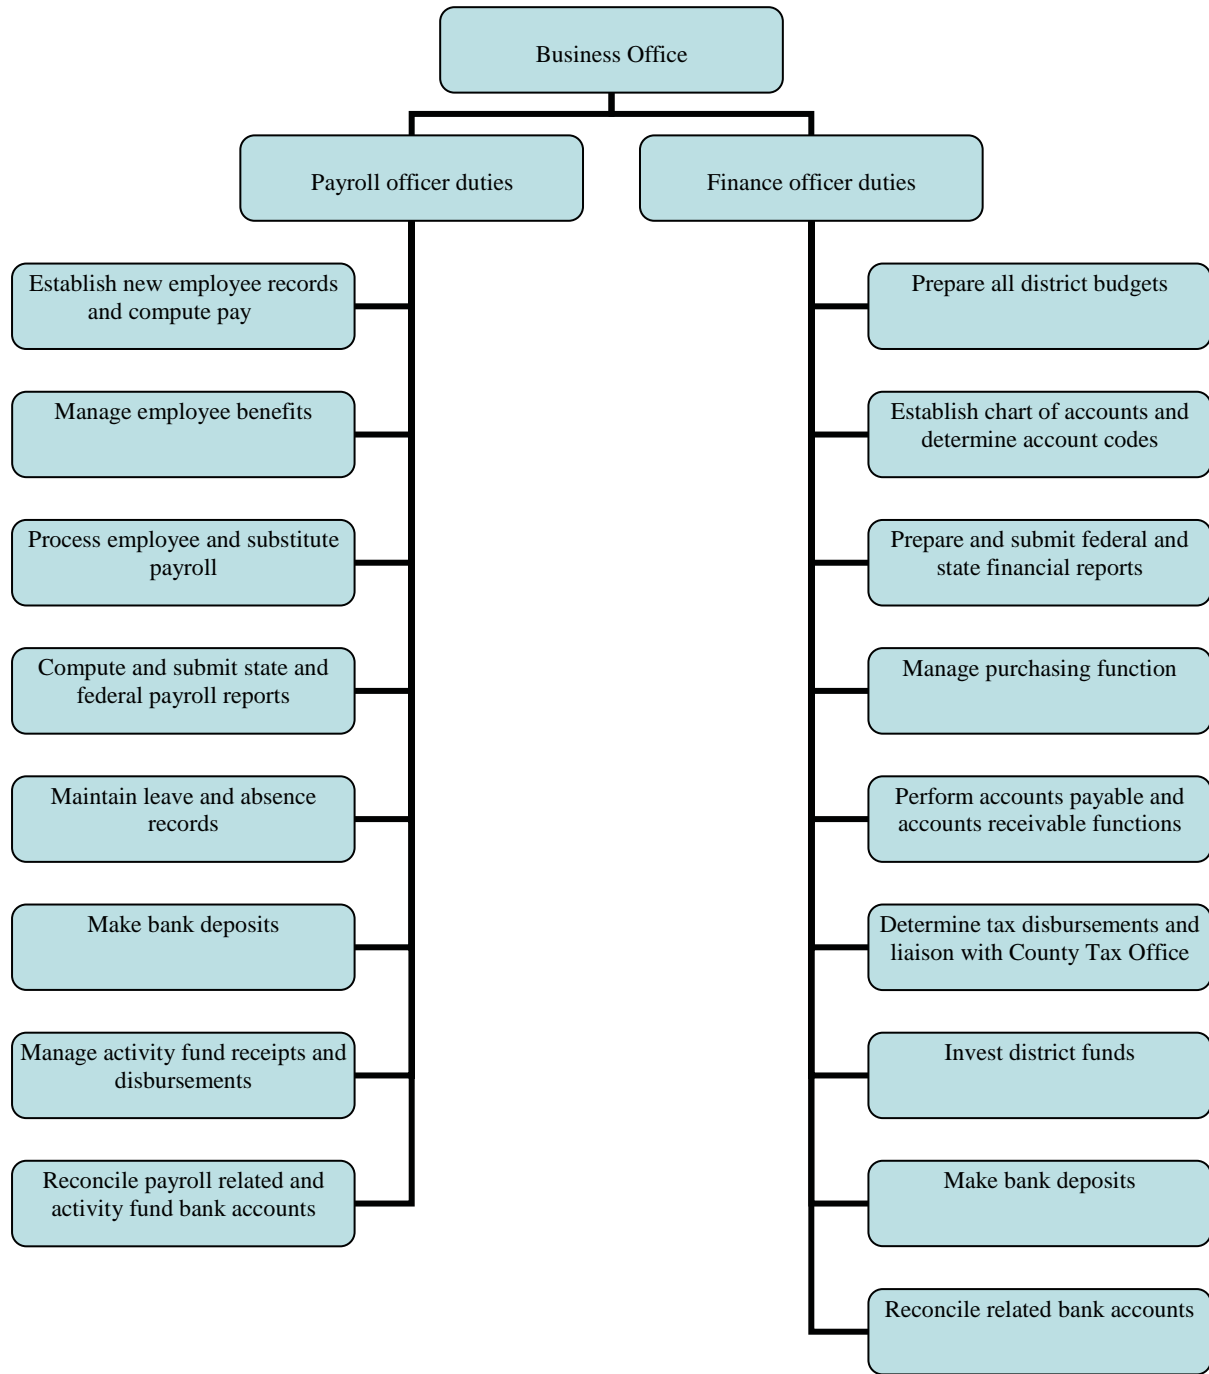 Business Office
Payroll officer duties
Finance officer duties
Establish new employee records
and compute pay
Manage employee benefits
Process employee and substitute
payroll
Compute and submit state and
federal payroll reports
Maintain leave and absence
records
Make bank deposits
Manage activity fund receipts and
disbursements
Reconcile payroll related and
activity fund bank accounts
Prepare all district budgets
Establish chart of accounts and
determine account codes
Prepare and submit federal and
state financial reports
Manage purchasing function
Perform accounts payable and
accounts receivable functions
Determine tax disbursements and
liaison with County Tax Office
Invest district funds
Make bank deposits
Reconcile related bank accounts